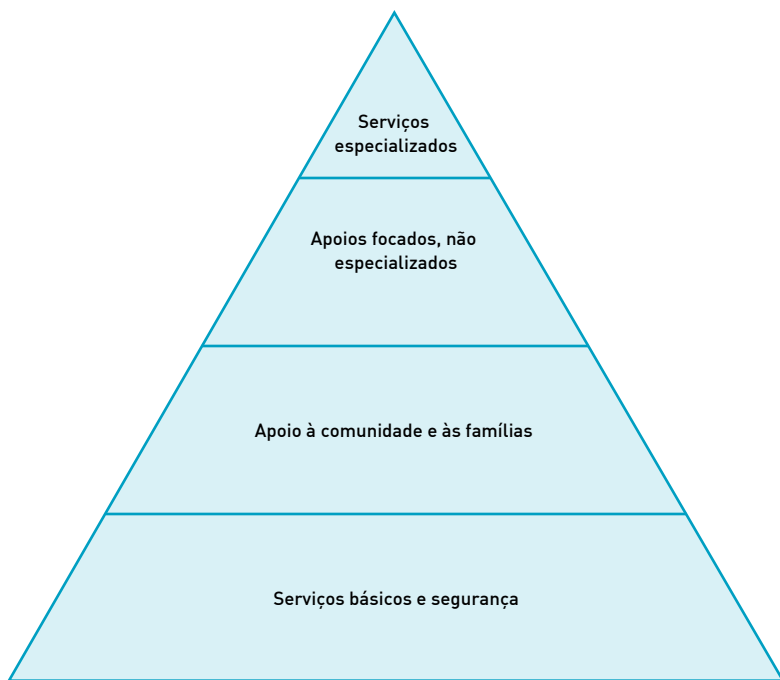 Serviços
especializados
Apoios focados, não
especializados
Apoio à comunidade e às famílias
Serviços básicos e segurança